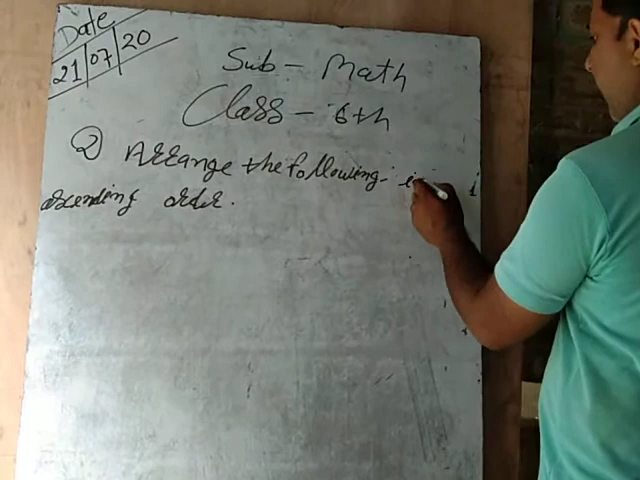 Date
21/07/20
Sub - Math
Class - 6th
Q Arrange the following - i
ascending order.